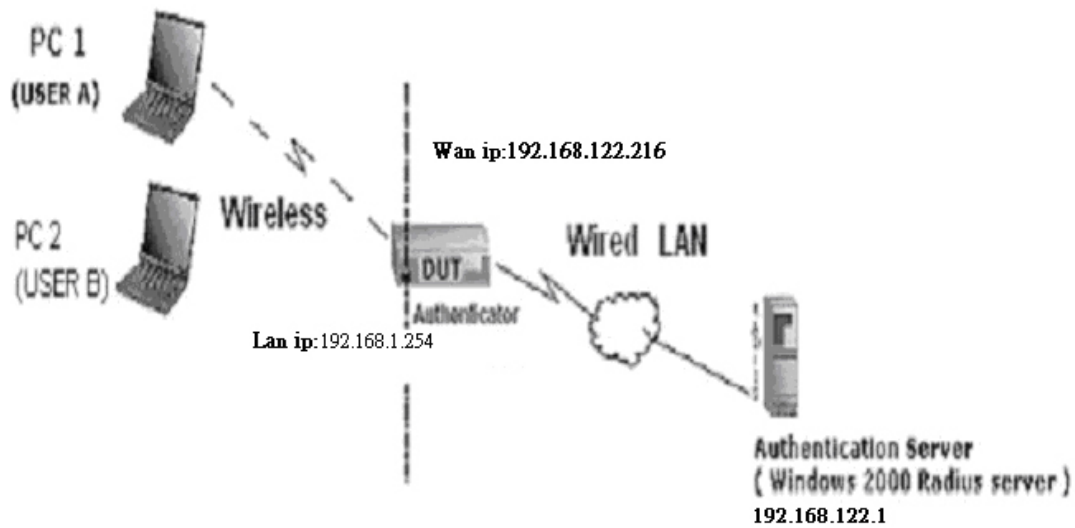 PC 1
(USER A)
Wan ip:192.168.122.216
Wireless
PC 2
(USER B)
DUT
Wired LAN
Authenticator
Lan ip:192.168.1.254
Authentication Server
( Windows 2000 Radius server )
192.168.122.1